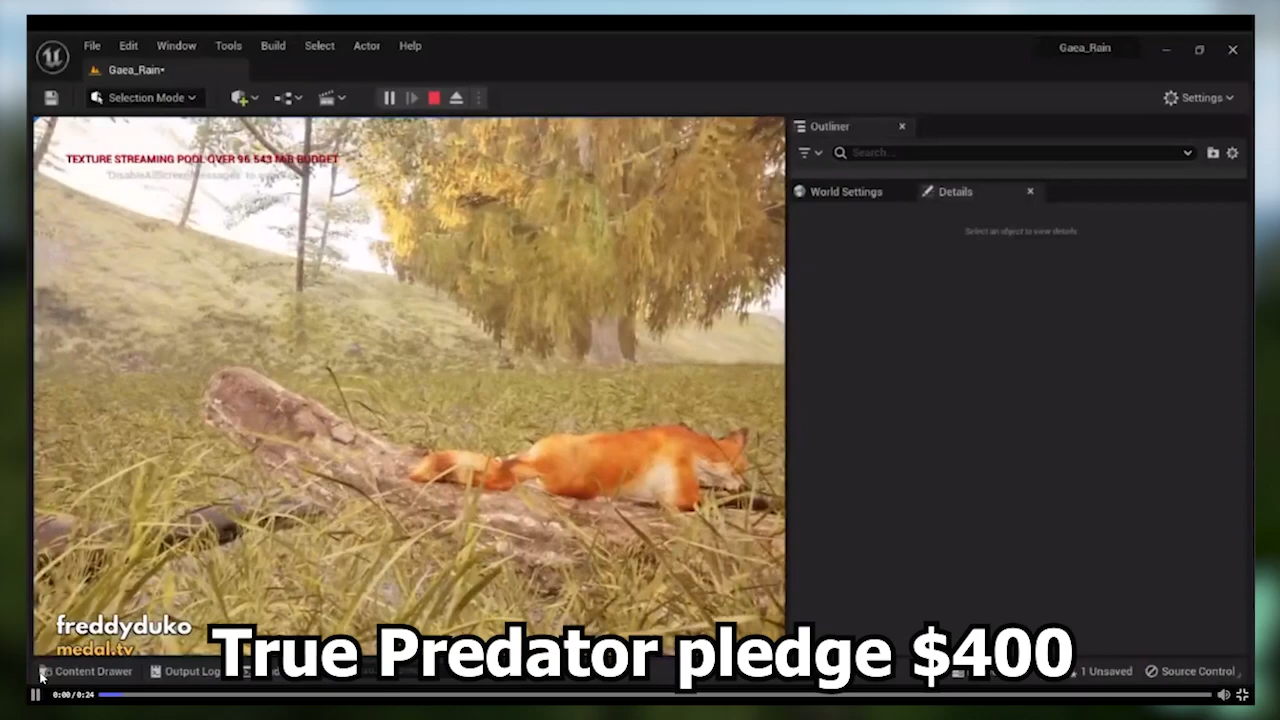 File Edit Window Tools Build Select Actor Help
Gaea_Rain
Gaea_Rain•
Selection Mode
Settings
Outliner
Search...
World Settings
Details
Select an object to view details
TEXTURE STREAMING POOL OVER 96.543 MiB BUDGET
freddyduko
medal.tv
True Predator pledge $400
Content Drawer
Output Log
1 Unsaved
Source Control
0:00/0:24